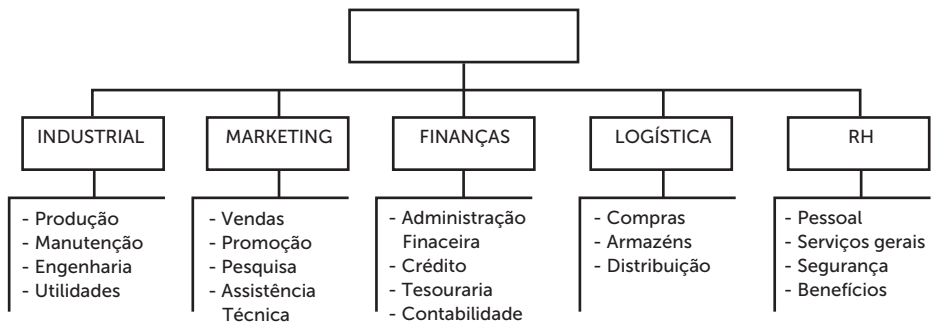 INDUSTRIAL
MARKETING
FINANÇAS
LOGÍSTICA
RH
- Produção
- Manutenção
- Engenharia
- Utilidades
- Vendas
- Promoção
- Pesquisa
- Assistência
Técnica
- Administração
Finaceira
- Crédito
- Tesouraria
- Contabilidade
- Compras
- Armazéns
- Distribuição
- Pessoal
- Serviços gerais
- Segurança
- Benefícios